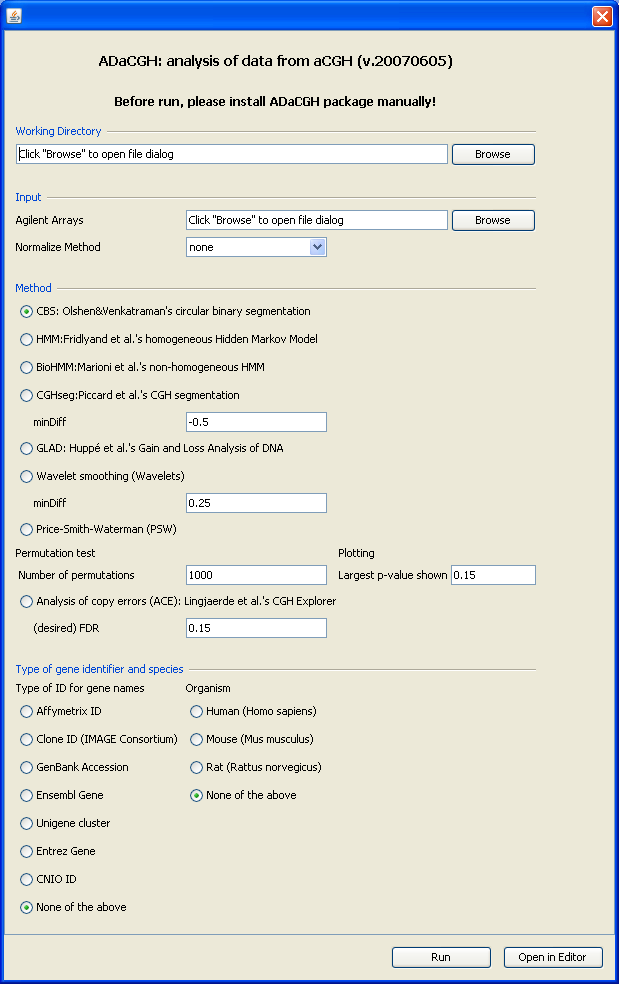 ADaCGH: analysis of data from aCGH (v.20070605)
Before run, please install ADaCGH package manually!
Working Directory
Click "Browse" to open file dialog Browse
Input
Agilent Arrays Click "Browse" to open file dialog Browse
Normalize Method none
Method
CBS: Olshen&Venkatraman's circular binary segmentation
HMM:Fridlyand et al.'s homogeneous Hidden Markov Model
BioHMM:Marioni et al.'s non-homogeneous HMM
CGHseg:Piccard et al.'s CGH segmentation
minDiff -0.5
GLAD: Huppé et al.'s Gain and Loss Analysis of DNA
Wavelet smoothing (Wavelets)
minDiff 0.25
Price-Smith-Waterman (PSW)
Permutation test Plotting
Number of permutations 1000 Largest p-value shown 0.15
Analysis of copy errors (ACE): Lingjaerde et al.'s CGH Explorer
(desired) FDR 0.15
Type of gene identifier and species
Type of ID for gene names Organism
Affymetrix ID Human (Homo sapiens)
Clone ID (IMAGE Consortium) Mouse (Mus musculus)
GenBank Accession Rat (Rattus norvegicus)
Ensembl Gene None of the above
Unigene cluster
Entrez Gene
CNIO ID
None of the above
Run Open in Editor